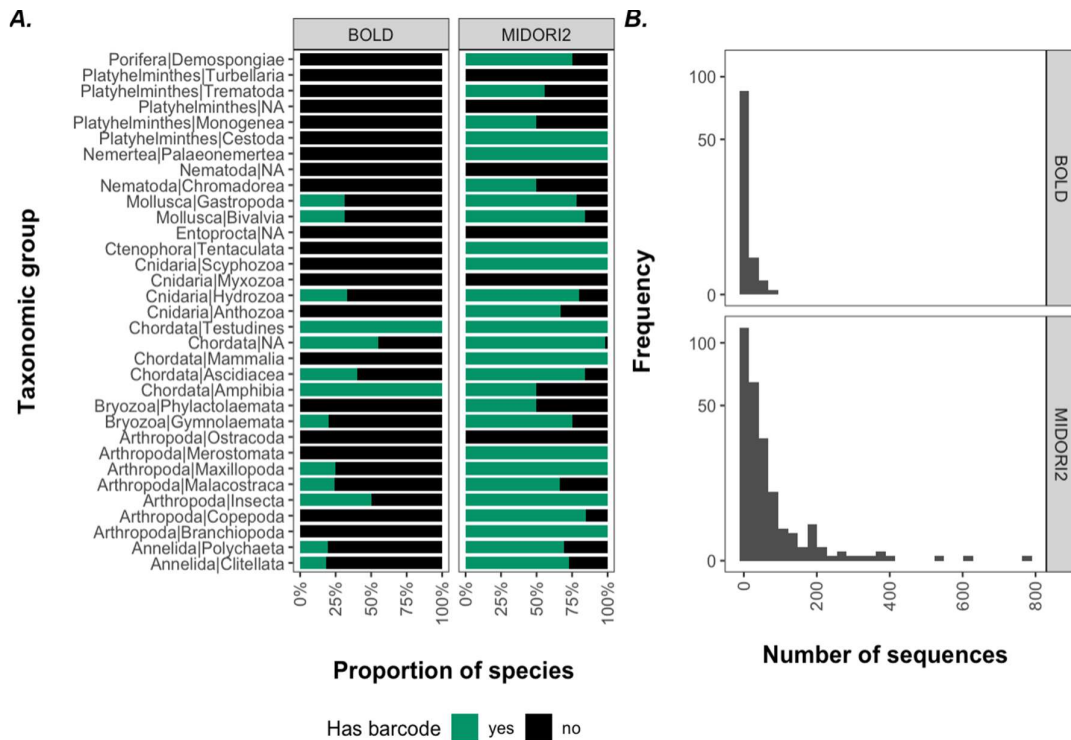 A.
BOLD
MIDORI2
Taxonomic group
Porifera|Demospongiae
Platyhelminthes|Turbellaria
Platyhelminthes|Trematoda
Platyhelminthes|NA
Platyhelminthes|Monogenea
Platyhelminthes|Cestoda
Nemertea|Palaeonemertea
Nematoda|NA
Nematoda|Chromadorea
Mollusca|Gastropoda
Mollusca|Bivalvia
Entoprocta|NA
Ctenophora|Tentaculata
Cnidaria|Scyphozoa
Cnidaria|Myxozoa
Cnidaria|Hydrozoa
Cnidaria|Anthozoa
Chordata|Testudines
Chordata|NA
Chordata|Mammalia
Chordata|Ascidiacea
Chordata|Amphibia
Bryozoa|Phylactolaemata
Bryozoa|Gymnolaemata
Arthropoda|Ostracoda
Arthropoda|Merostomata
Arthropoda|Maxillopoda
Arthropoda|Malacostraca
Arthropoda|Insecta
Arthropoda|Copepoda
Arthropoda|Branchiopoda
Annelida|Polychaeta
Annelida|Clitellata
0% 25% 50% 75% 100% 0% 25% 50% 75% 100%
Proportion of species
Has barcode yes no
B.
Frequency
100
50
0
BOLD
100
50
0
MIDORI2
0 200 400 600 800
Number of sequences